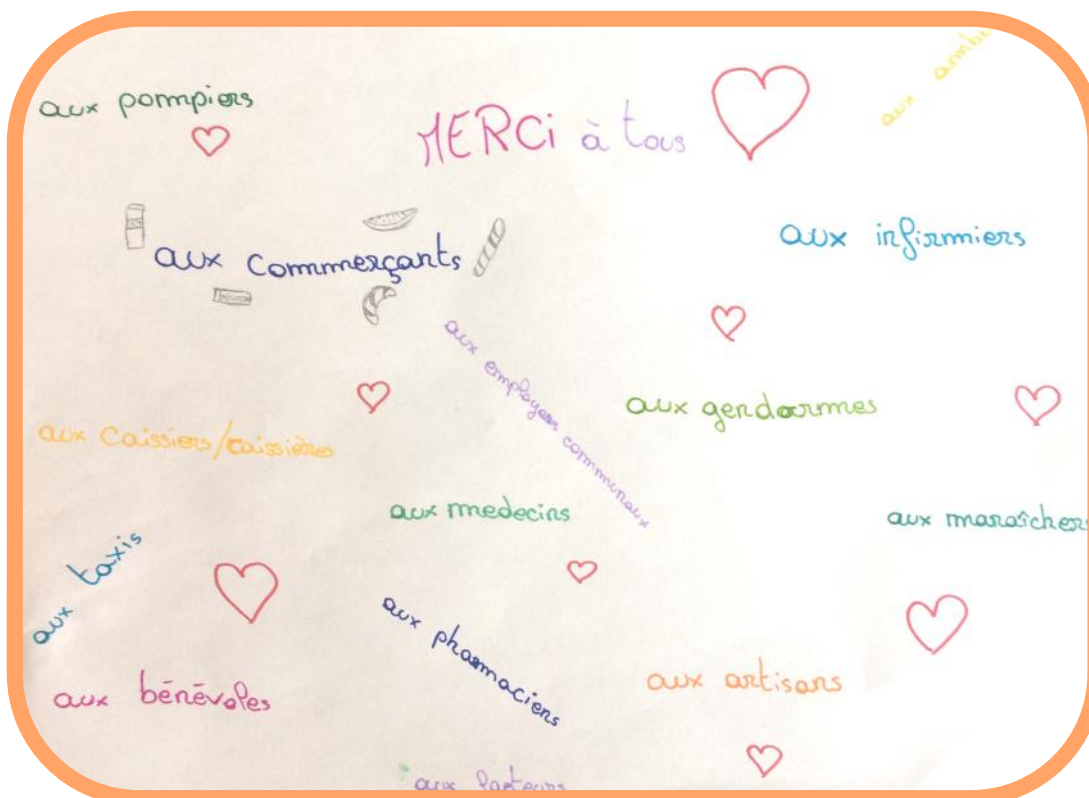 aux pompiers
MERCi à tous
aux infirmiers
aux commerçants
aux employés communaux
aux gendarmes
aux Caissiers/caissières
aux medecins
aux maraîchers
aux taxis
aux pharmaciens
aux artisans
aux bénévoles
aux facteurs
aux